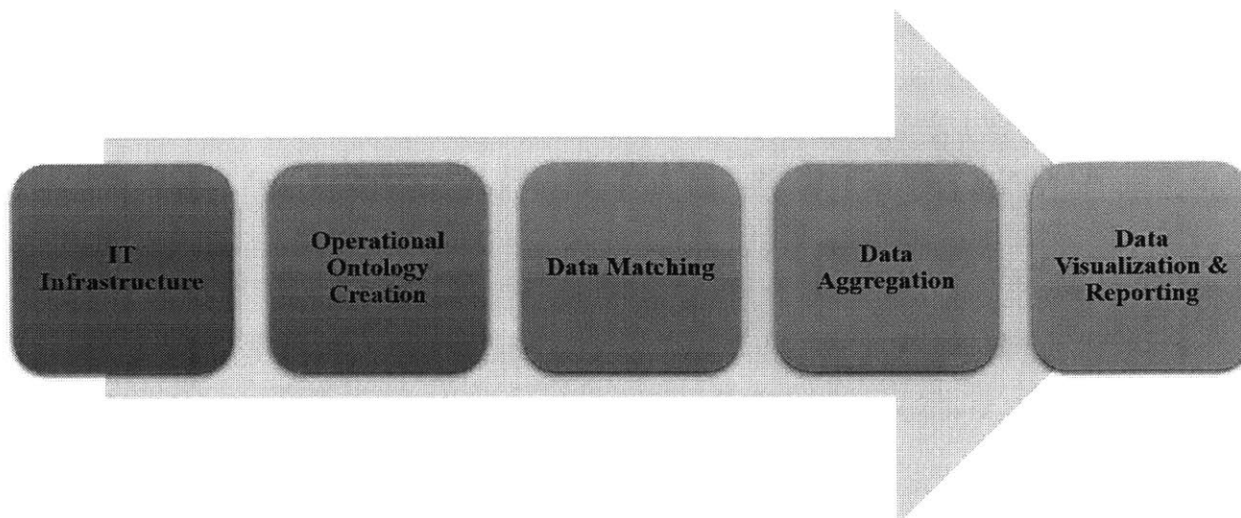 IT
Infrastructure
Operational
Ontology
Creation
Data Matching
Data
Aggregation
Data
Visualization &
Reporting